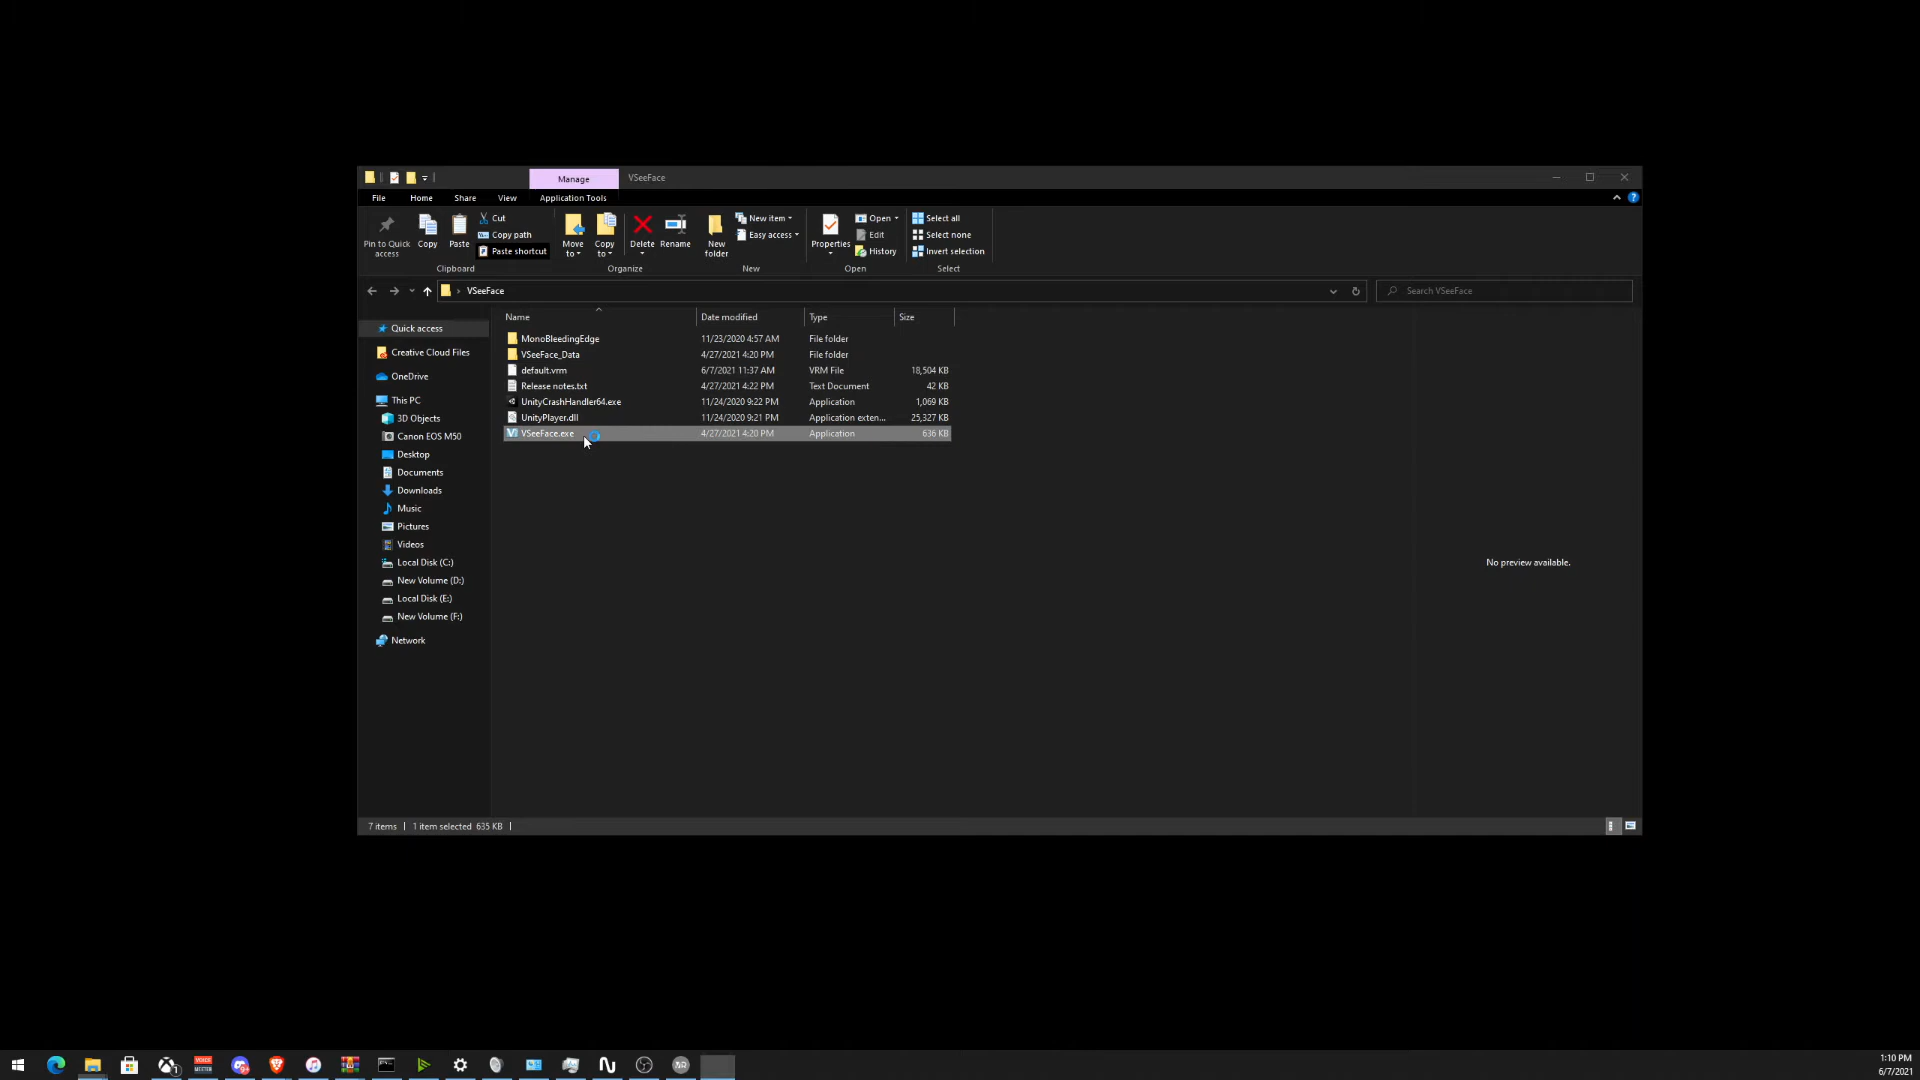 Manage VSeeFace
File Home Share View Application Tools
Pin to Quick access
Copy
Paste
Cut
Copy path
Paste shortcut
Clipboard
Move to
Copy to
Delete
Rename
Organize
New folder
New item
Easy access
New
Properties
Open
Edit
History
Open
Select all
Select none
Invert selection
Select
VSeeFace
Search VSeeFace
Name Date modified Type Size
MonoBleedingEdge 11/23/2020 4:57 AM File folder
VSeeFace_Data 4/27/2021 4:20 PM File folder
default.vrm 6/7/2021 11:37 AM VRM File 18,504 KB
Release notes.txt 4/27/2021 4:22 PM Text Document 42 KB
UnityCrashHandler64.exe 11/24/2020 9:22 PM Application 1,069 KB
UnityPlayer.dll 11/24/2020 9:21 PM Application exten... 25,327 KB
VSeeFace.exe 4/27/2021 4:20 PM Application 636 KB
Quick access
Creative Cloud Files
OneDrive
This PC
3D Objects
Canon EOS M50
Desktop
Documents
Downloads
Music
Pictures
Videos
Local Disk (C:)
New Volume (D:)
Local Disk (E:)
New Volume (F:)
Network
No preview available.
7 items 1 item selected 635 KB
VOICE
MEETER
1:10 PM
6/7/2021